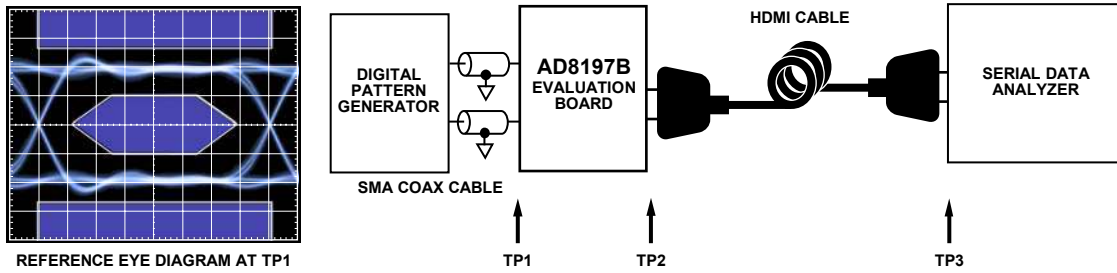 REFERENCE EYE DIAGRAM AT TP1
DIGITAL
PATTERN
GENERATOR
SMA COAX CABLE
AD8197B
EVALUATION
BOARD
HDMI CABLE
SERIAL DATA
ANALYZER
TP1
TP2
TP3